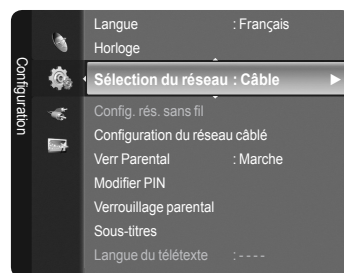 Configuration
Langue : Français
Horloge
Sélection du réseau : Câble
Config. rés. sans fil
Configuration du réseau câblé
Verr Parental : Marche
Modifier PIN
Verrouillage parental
Sous-titres
Langue du télétexte : - - - -